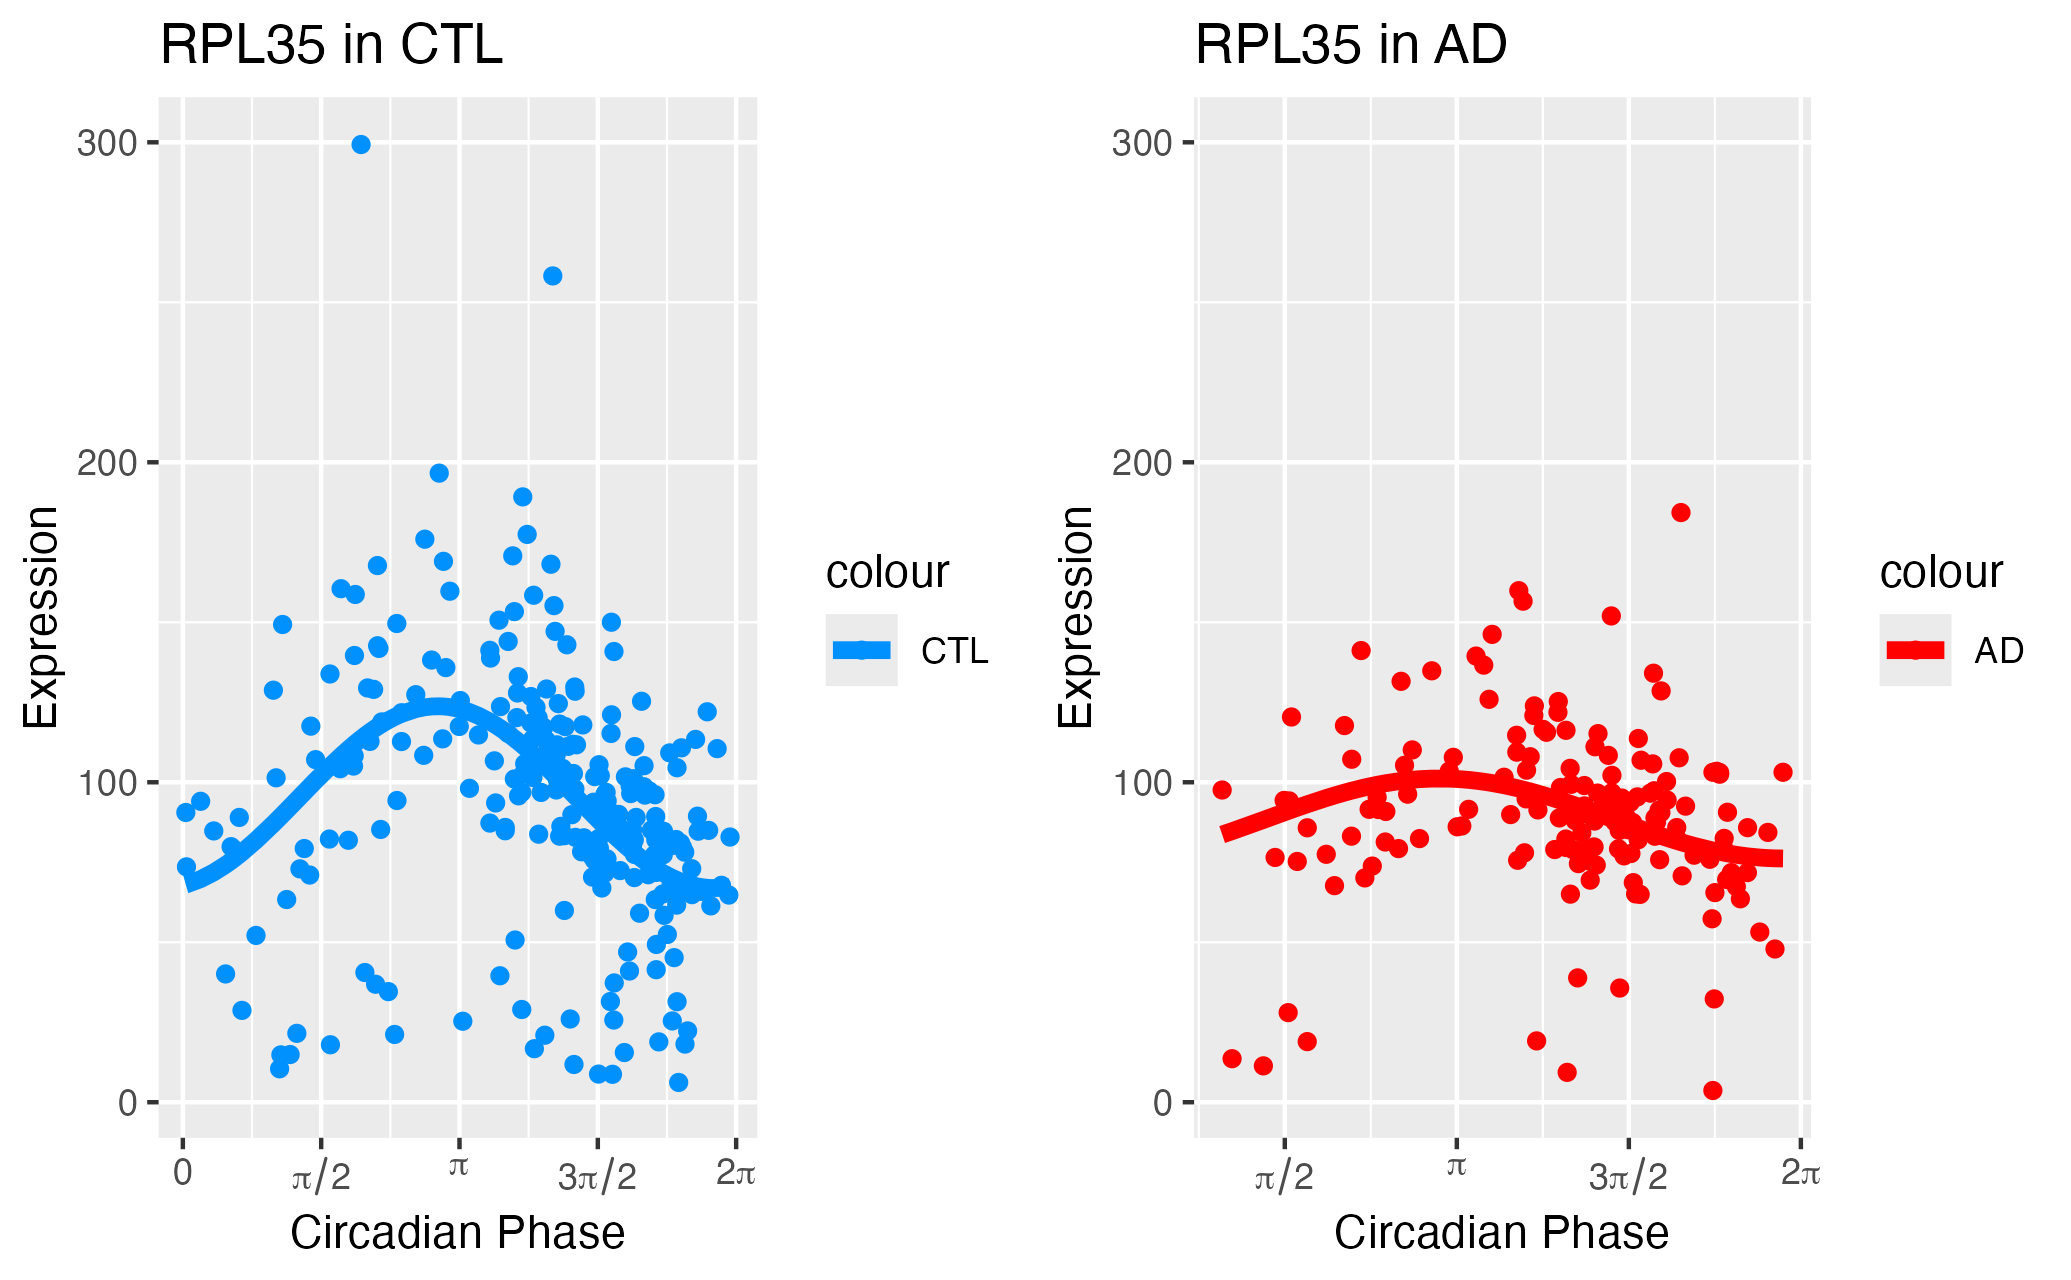 RPL35 in CTL
300
200
100
0
Expression
0
π/2
π
3π/2
2π
Circadian Phase
colour
CTL
RPL35 in AD
300
200
100
0
Expression
π/2
π
3π/2
2π
Circadian Phase
colour
AD